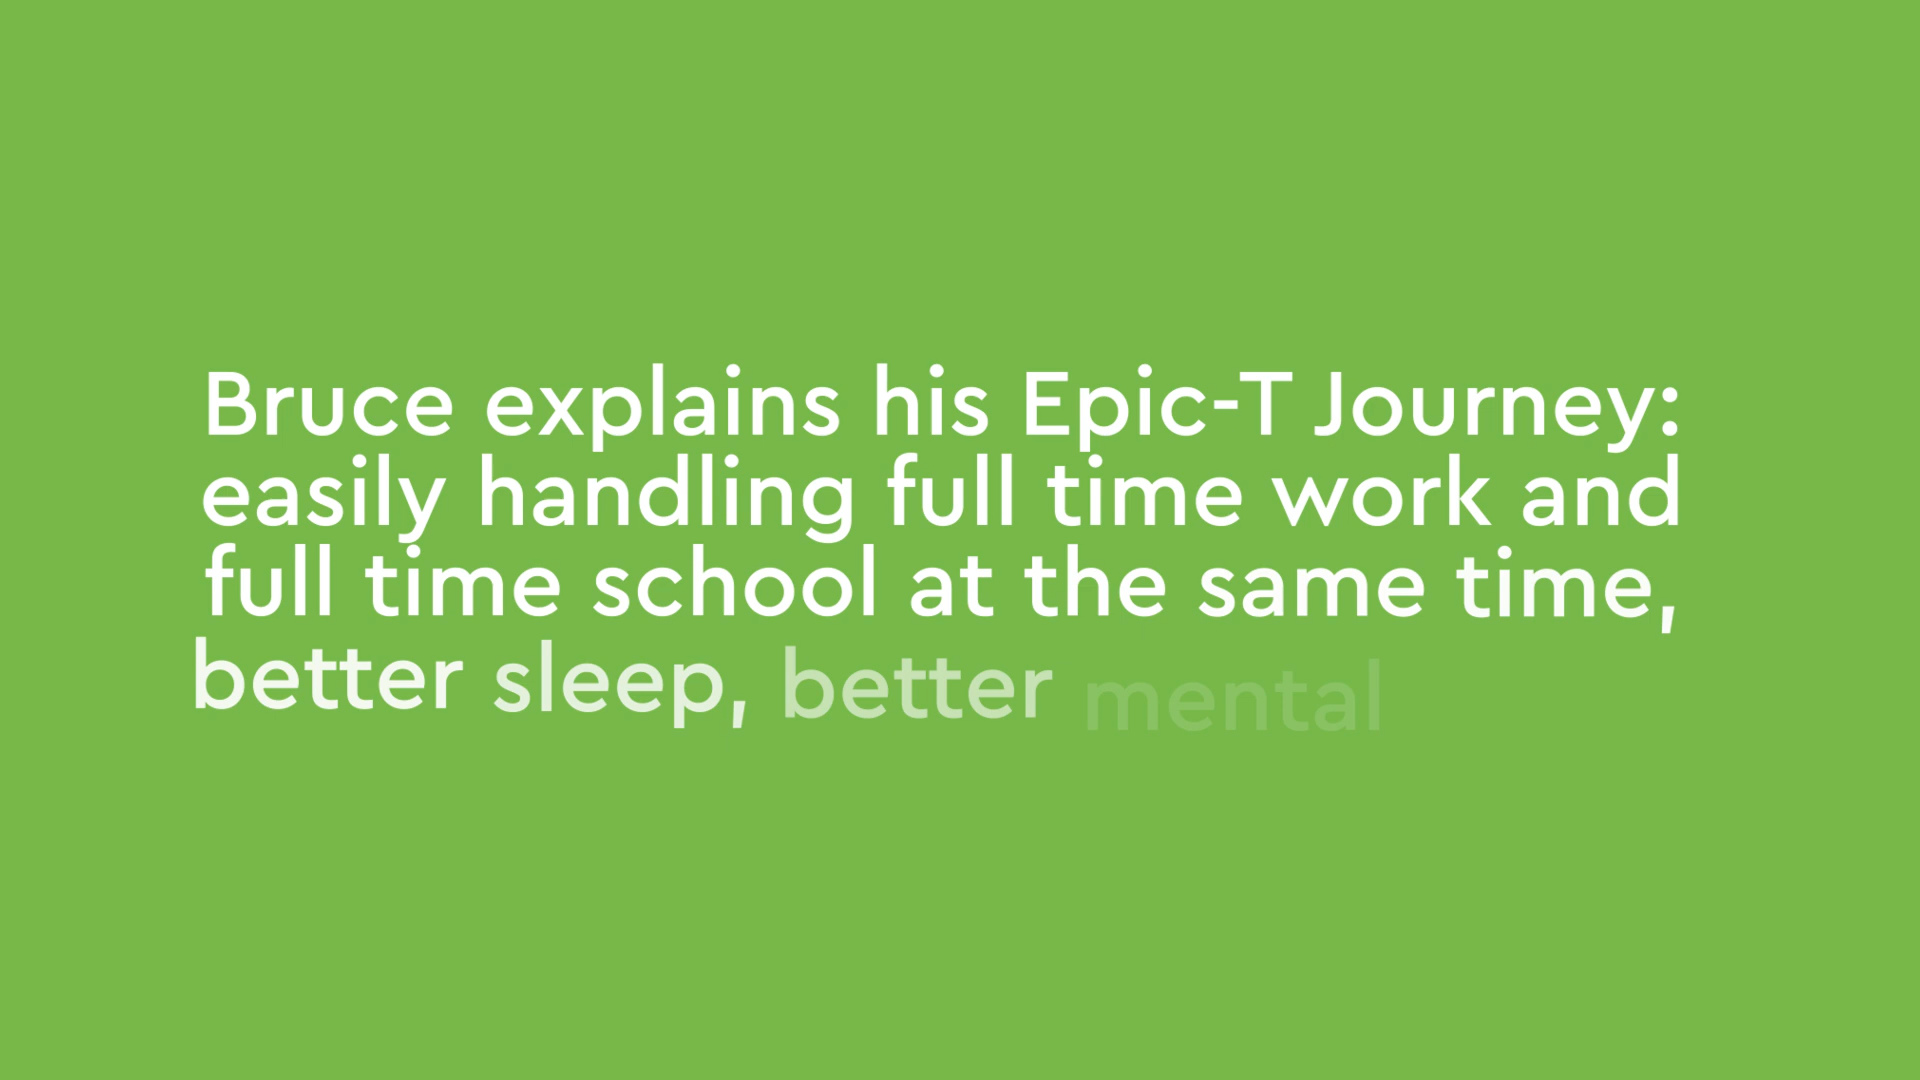 Bruce explains his Epic-T Journey:
easily handling full time work and
full time school at the same time,
better sleep, better mental